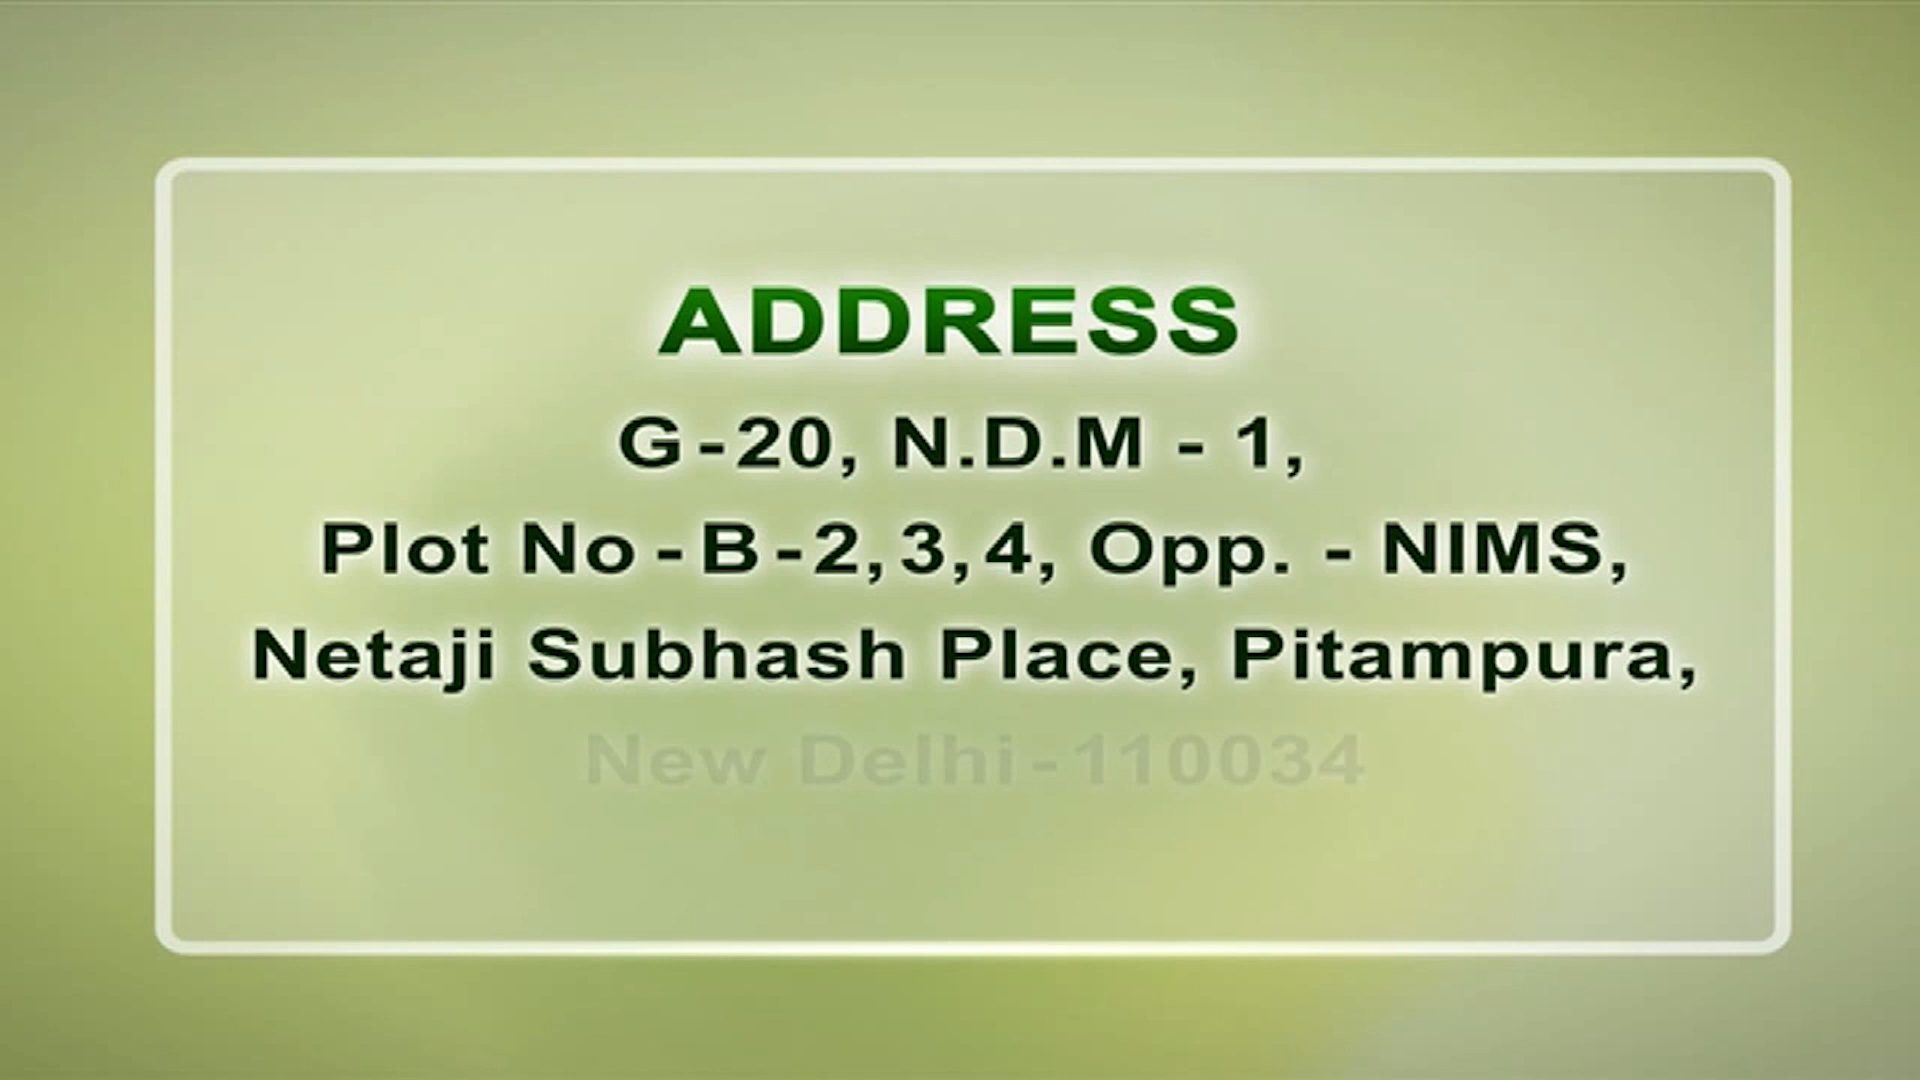 ADDRESS
G-20, N.D.M - 1,
Plot No-B-2,3,4, Opp. - NIMS,
Netaji Subhash Place, Pitampura,
New Delhi-110034